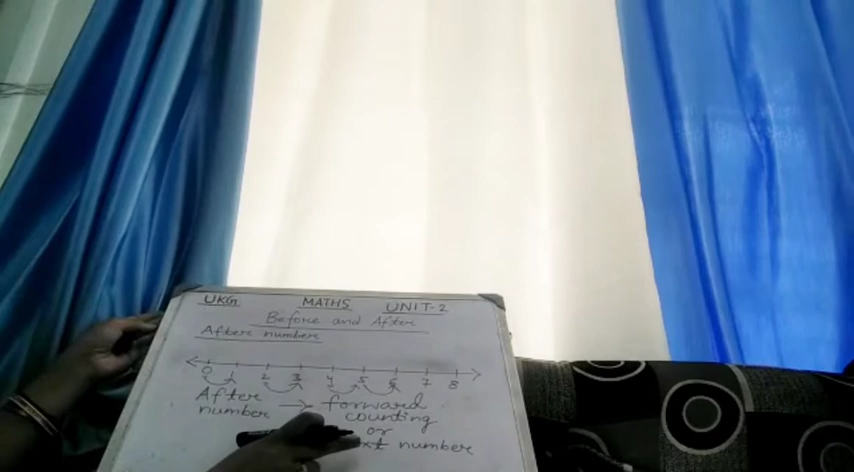 UKG MATHS UNIT-2
Before and After
After number
0 1 2 3 4 5 6 7 8
After number → forward counting
or
number